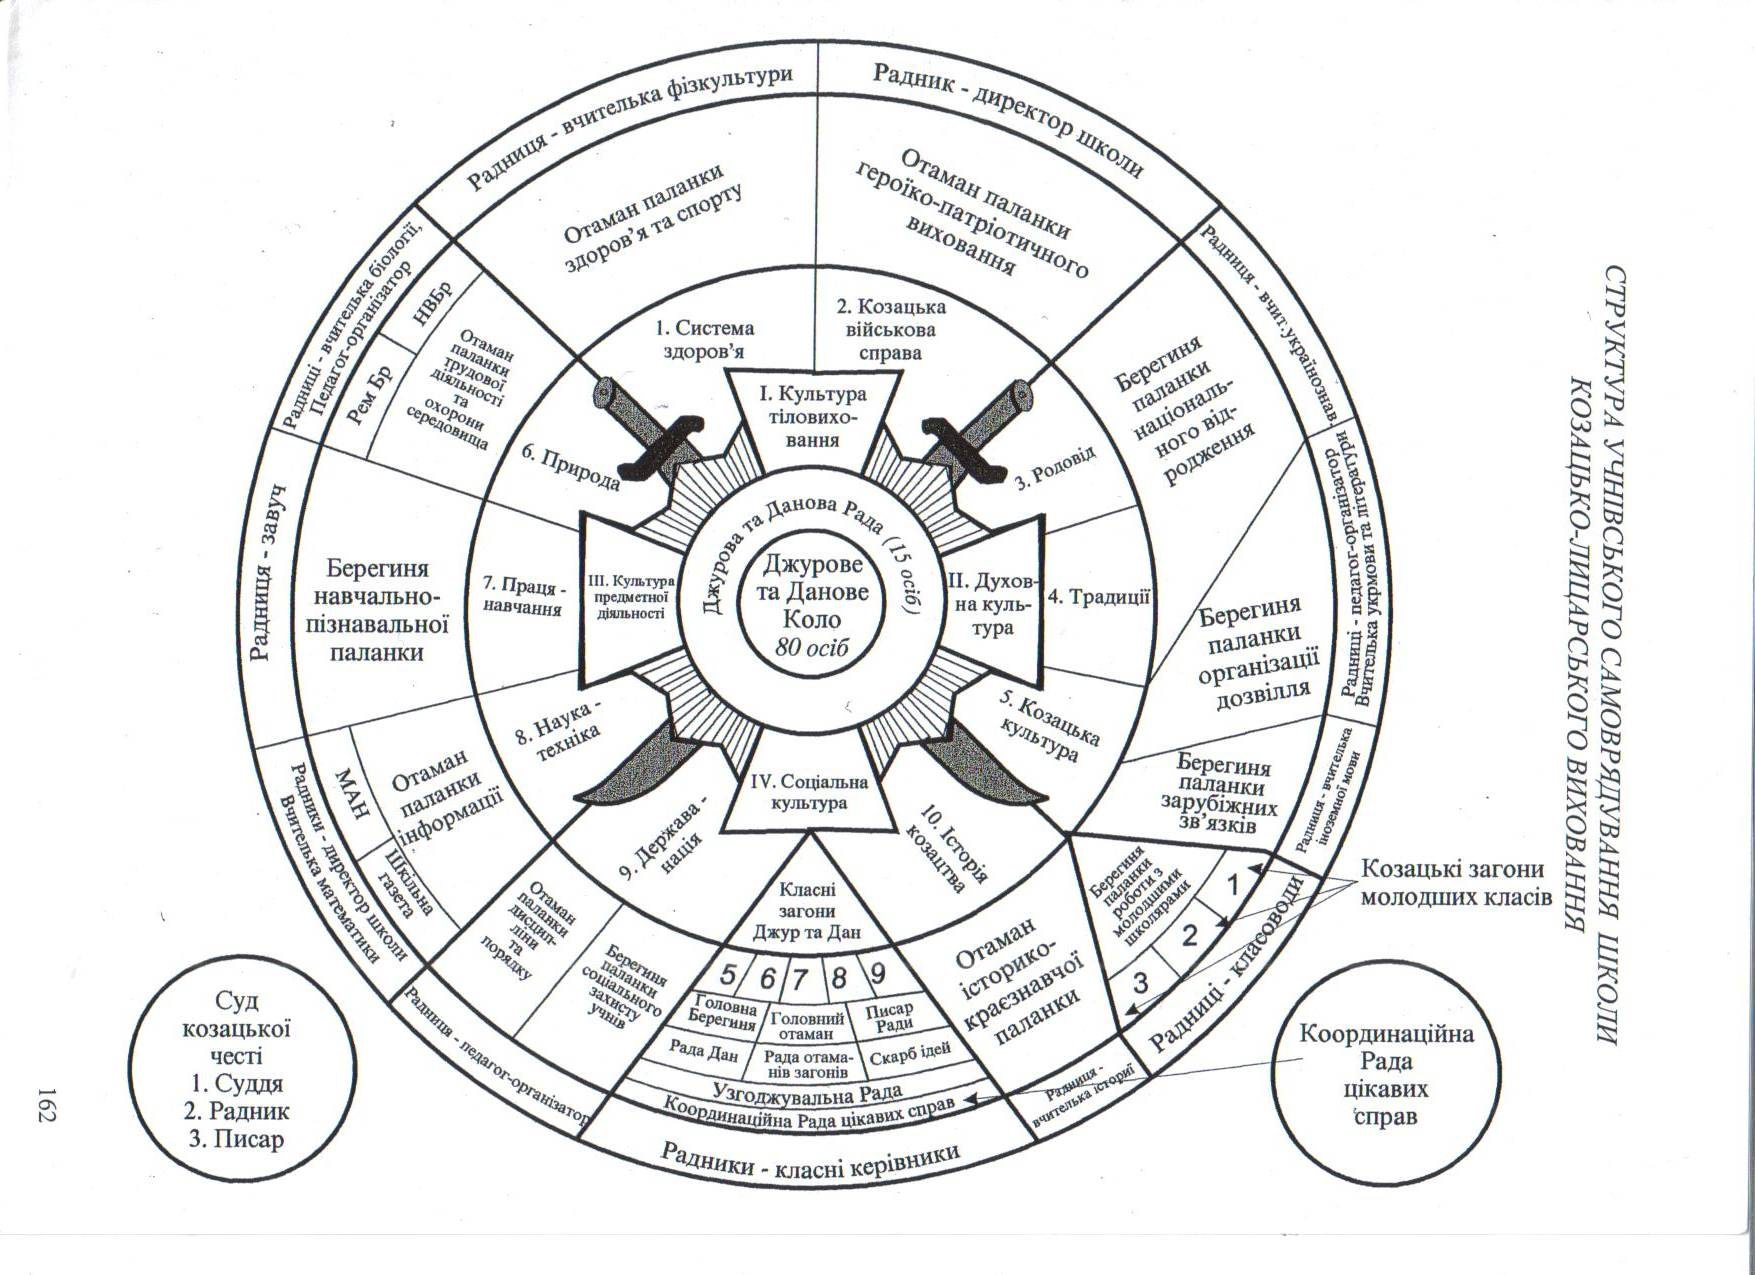 СТРУКТУРА УЧНІВСЬКОГО САМОВРЯДУВАННЯ ШКОЛИ
КОЗАЦЬКО-ЛИЦАРСЬКОГО ВИХОВАННЯ
Радниця - вчителька фізкультури
Радник - директор школи
Радниця - вчит.українознав.
Радниці - педагог-організатор
Вчителька укрмови та літератури
Радниця - вчителька
іноземної мови
Радниці - класоводи
Радниця -
вчителька історії
Радники - класні керівники
Радниця - педагог-організатор
Радники - директор школи
Вчителька математики
Радниця - завуч
Радниці - вчителька біології,
Педагог-організатор
Отаман паланки
здоров'я та спорту
Отаман паланки
героїко-патріотичного
виховання
Берегиня
паланки
національ-
ного від-
родження
Берегиня
паланки
організації
дозвілля
Берегиня
паланки
зарубіжних
зв'язків
Берегиня
паланки
роботи з
молодшими
школярами
1
2
3
Козацькі загони
молодших класів
Отаман
історико-
краєзнавчої
паланки
Класні
загони
Джур та Дан
5 6 7 8 9
Головна
Берегиня
Головний
отаман
Писар
Ради
Рада Дан
Рада отама-
нів загонів
Скарб ідей
Узгоджувальна Рада
Координаційна Рада цікавих справ
Берегиня
паланки
соціального
захисту
учнів
Отаман
паланки
дисцип-
ліни
та
порядку
Отаман
паланки
інформації
МАН
Шкільна
газета
Берегиня
навчально-
пізнавальної
паланки
Отаман
паланки
трудової
діяльності
та
охорони
середовища
НВБр
Рем Бр
1. Система
здоров'я
2. Козацька
військова
справа
3. Родовід
4. Традиції
5. Козацька
культура
6. Природа
7. Праця -
навчання
8. Наука -
техніка
9. Держава -
нація
10. Історія
козацтва
I. Культура
тіловихо-
вання
II. Духов-
на куль-
тура
III. Культура
предметної
діяльності
IV. Соціальна
культура
Джурова та Данова Рада (15 осіб)
Джурове
та Данове
Коло
80 осіб
Суд
козацької
честі
1. Суддя
2. Радник
3. Писар
Координаційна
Рада
цікавих
справ
162